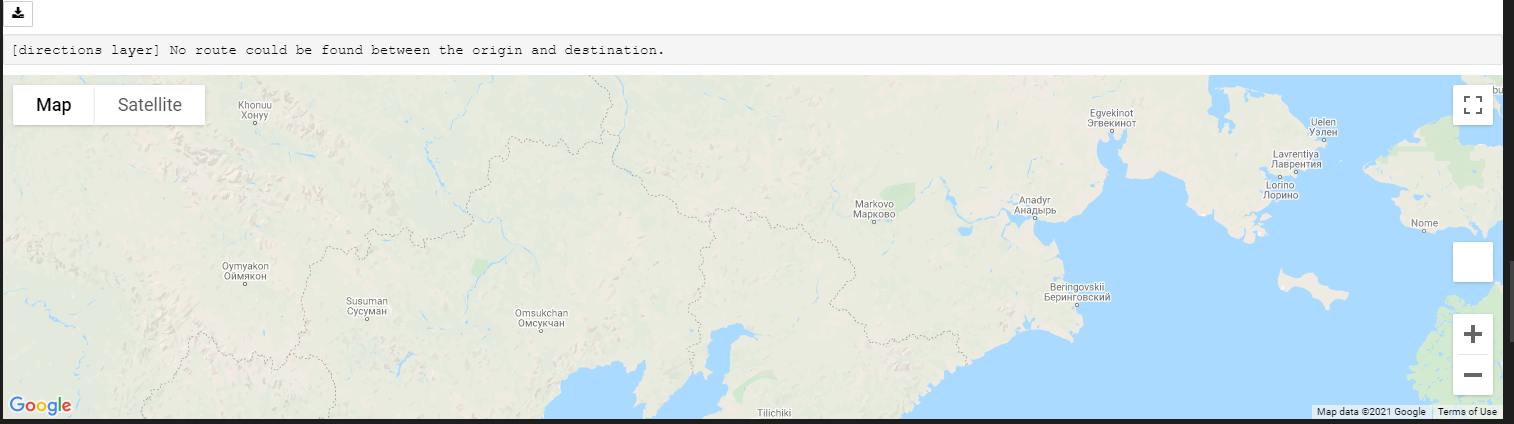 [directions layer] No route could be found between the origin and destination.
Map
Satellite
Khonuu
Хонуу
Egvekinot
Эгвекинот
Uelen
Уэлен
Lavrentiya
Лаврентия
Lorino
Лорино
Markovo
Марково
Anadyr
Анадырь
Nome
Oymyakon
Оймякон
Beringovskii
Беринговский
Susuman
Сусуман
Omsukchan
Омсукчан
Tilichiki
Google
Map data ©2021 Google
Terms of Use